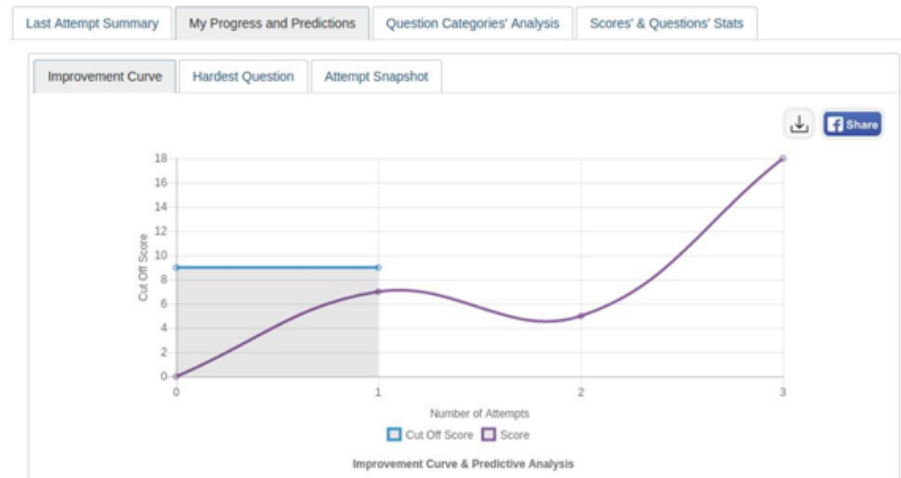 Last Attempt Summary My Progress and Predictions Question Categories' Analysis Scores' & Questions' Stats
Improvement Curve Hardest Question Attempt Snapshot
Share
18
16
14
12
10
8
6
4
2
0
Cut Off Score
0 1 2 3
Number of Attempts
Cut Off Score Score
Improvement Curve & Predictive Analysis